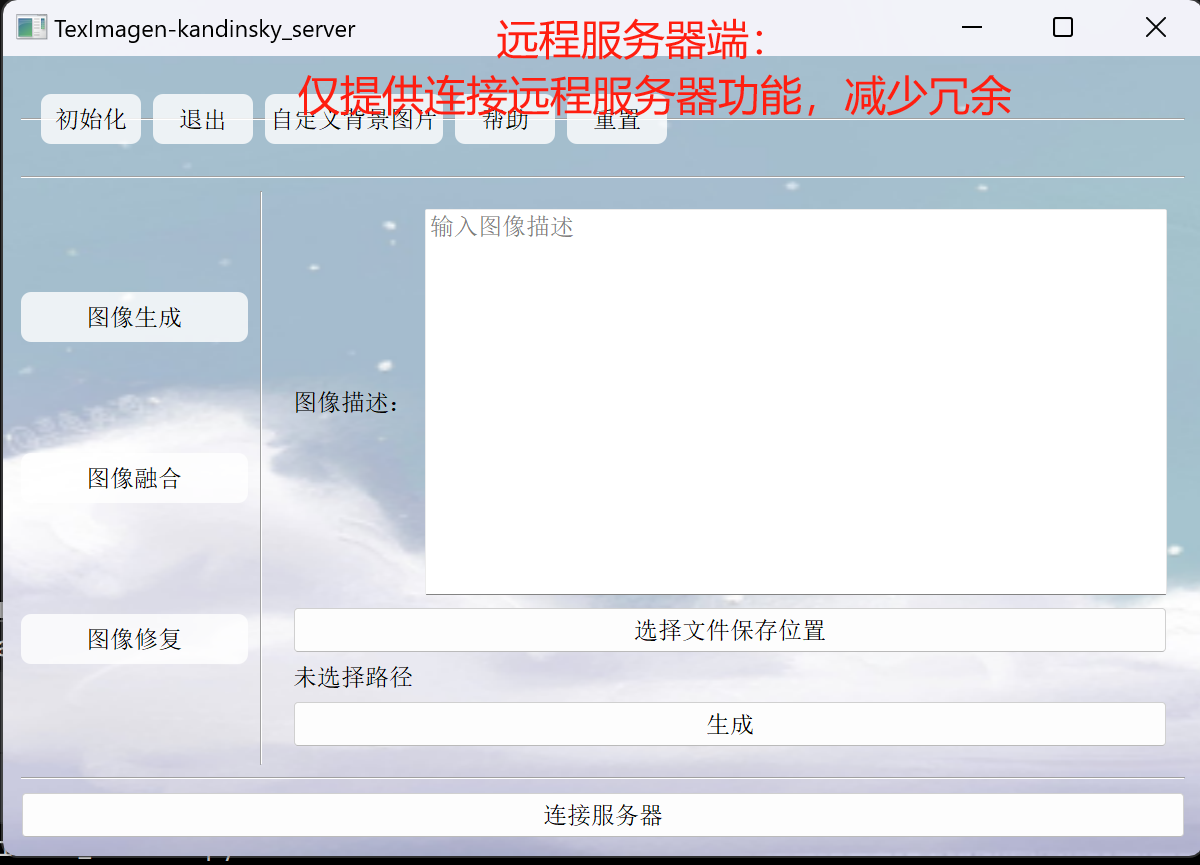 TexImagen-kandinsky_server
远程服务器端：
仅提供连接远程服务器功能，减少冗余
初始化 退出 自定义背景图片 帮助 重置
输入图像描述
图像生成
图像描述：
图像融合
图像修复
选择文件保存位置
未选择路径
生成
连接服务器